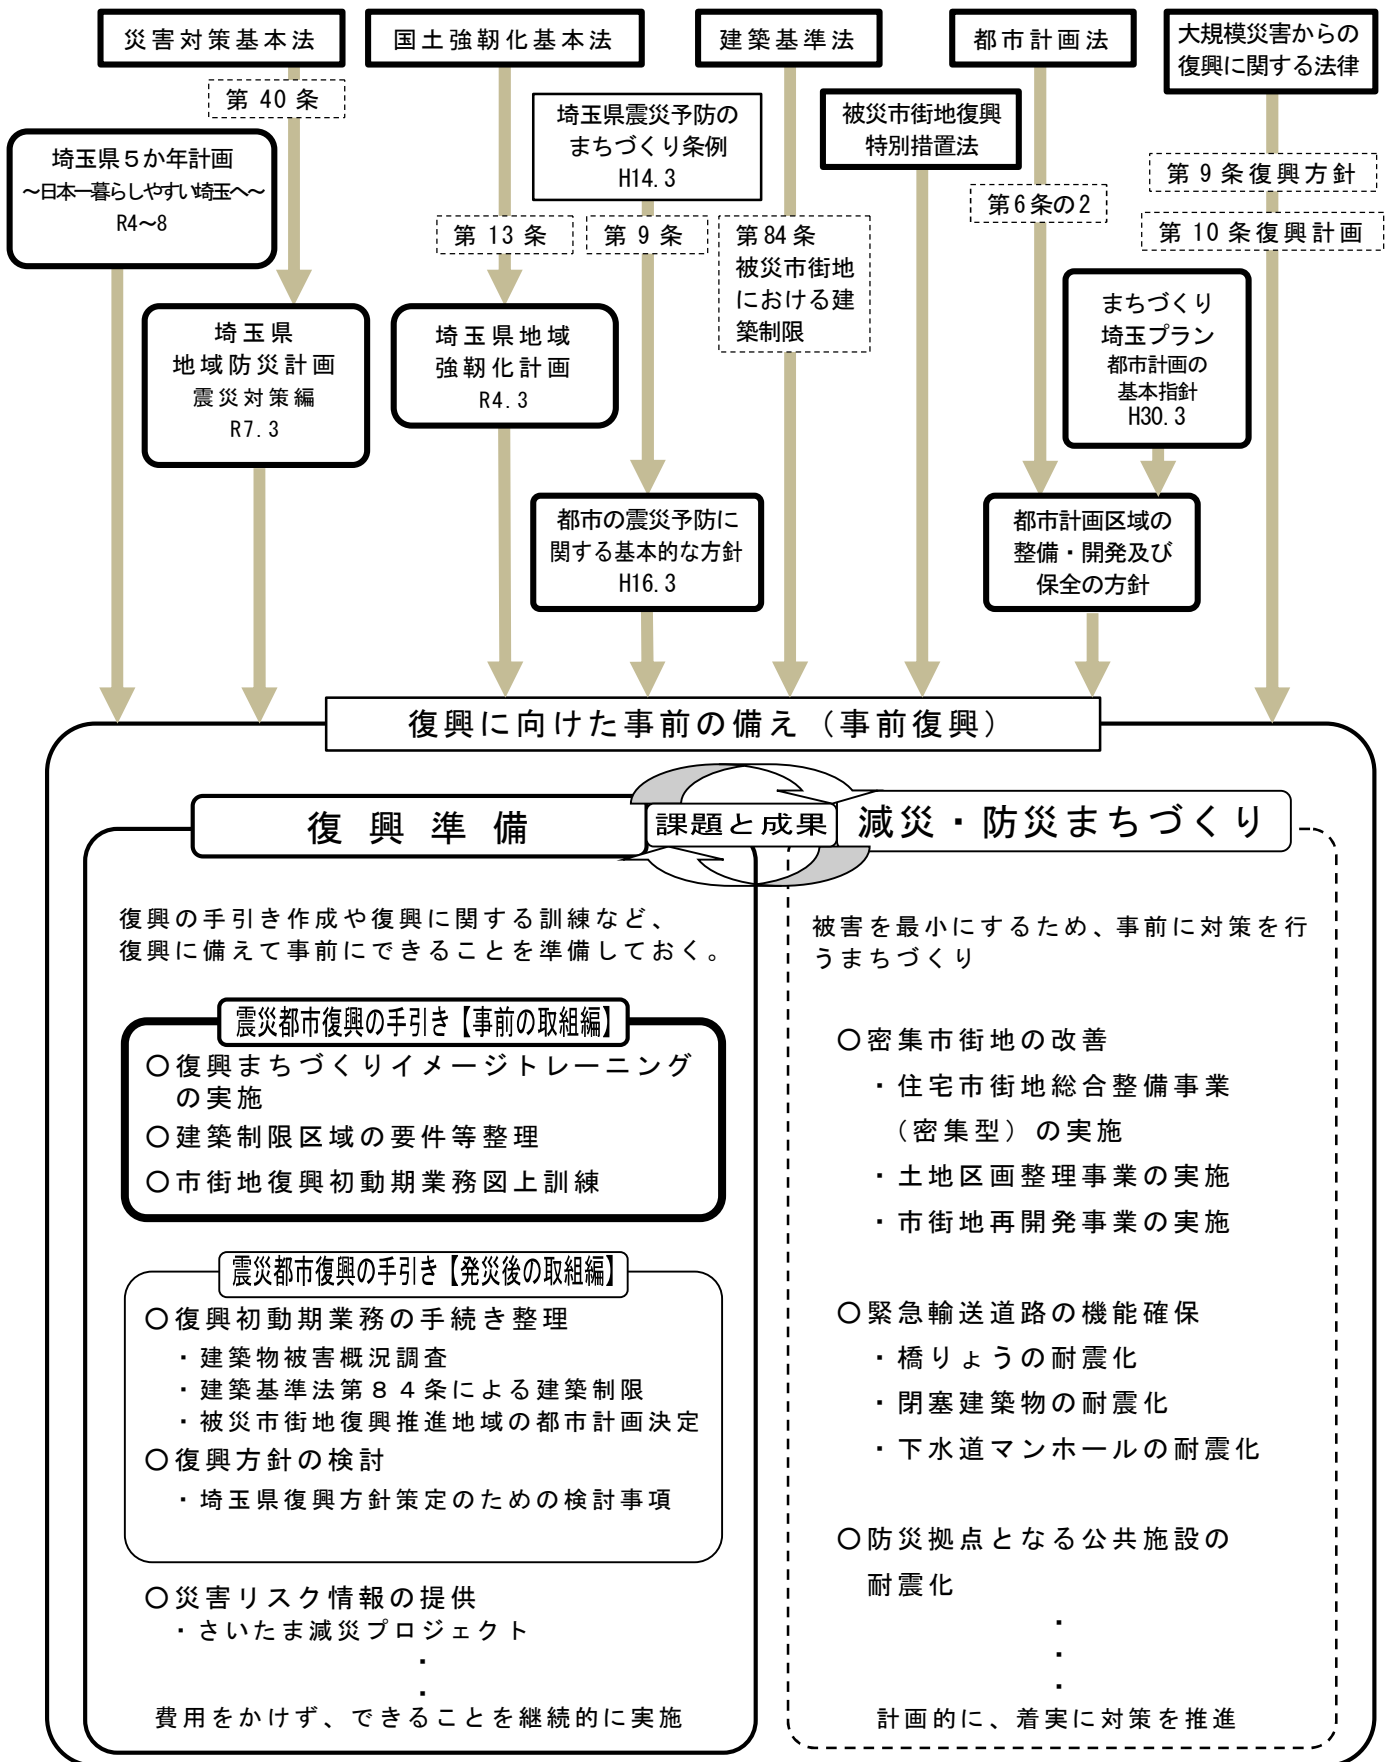 災害対策基本法
国土強靭化基本法
建築基準法
都市計画法
大規模災害からの
復興に関する法律
第 40 条
埼玉県５か年計画
～日本一暮らしやすい埼玉へ～
R4～8
埼玉県震災予防の
まちづくり条例
H14.3
被災市街地復興
特別措置法
第 9 条復興方針
第 10 条復興計画
第 13 条
第 9 条
第 84 条
被災市街地
における建
築制限
第6条の2
埼玉県
地域防災計画
震災対策編
R7.3
埼玉県地域
強靭化計画
R4.3
まちづくり
埼玉プラン
都市計画の
基本指針
H30.3
都市の震災予防に
関する基本的な方針
H16.3
都市計画区域の
整備・開発及び
保全の方針
復興に向けた事前の備え（事前復興）
復興準備
課題と成果
減災・防災まちづくり
復興の手引き作成や復興に関する訓練など、
復興に備えて事前にできることを準備しておく。
震災都市復興の手引き【事前の取組編】
○復興まちづくりイメージトレーニング
の実施
○建築制限区域の要件等整理
○市街地復興初動期業務図上訓練
震災都市復興の手引き【発災後の取組編】
○復興初動期業務の手続き整理
・建築物被害概況調査
・建築基準法第８４条による建築制限
・被災市街地復興推進地域の都市計画決定
○復興方針の検討
・埼玉県復興方針策定のための検討事項
○災害リスク情報の提供
・さいたま減災プロジェクト
・
・
費用をかけず、できることを継続的に実施
被害を最小にするため、事前に対策を行
うまちづくり
○密集市街地の改善
・住宅市街地総合整備事業
（密集型）の実施
・土地区画整理事業の実施
・市街地再開発事業の実施
○緊急輸送道路の機能確保
・橋りょうの耐震化
・閉塞建築物の耐震化
・下水道マンホールの耐震化
○防災拠点となる公共施設の
耐震化
・
・
・
計画的に、着実に対策を推進